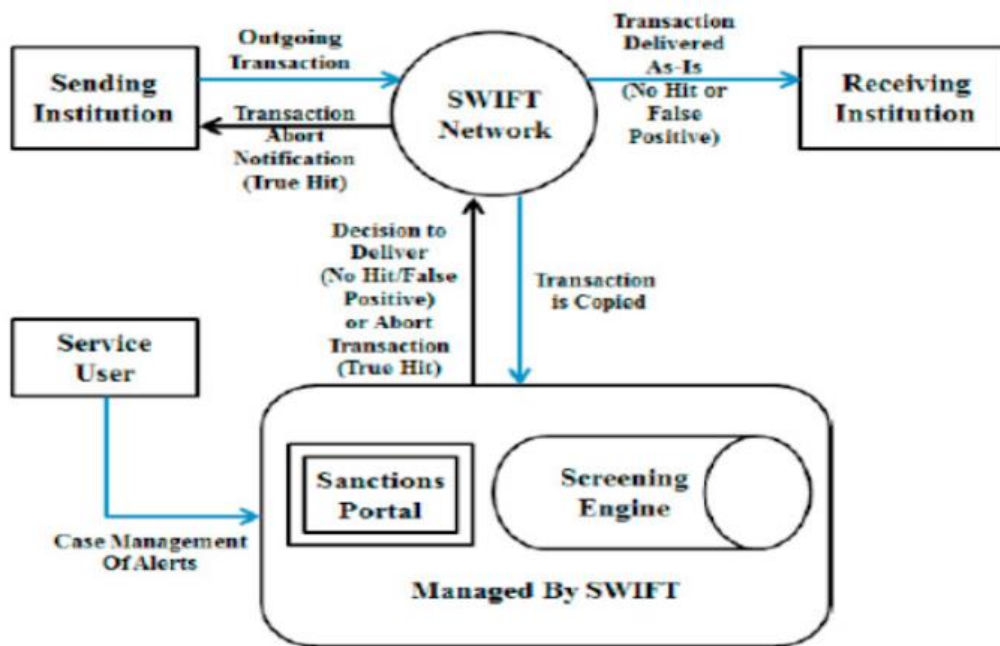 Outgoing
Transaction
Sending
Institution
Transaction
Abort
Notification
(True Hit)
SWIFT
Network
Transaction
Delivered
As-Is
(No Hit or
False
Positive)
Receiving
Institution
Decision to
Deliver
(No Hit/False
Positive)
or Abort
Transaction
(True Hit)
Transaction
is Copied
Service
User
Case Management
Of Alerts
Sanctions
Portal
Screening
Engine
Managed By SWIFT